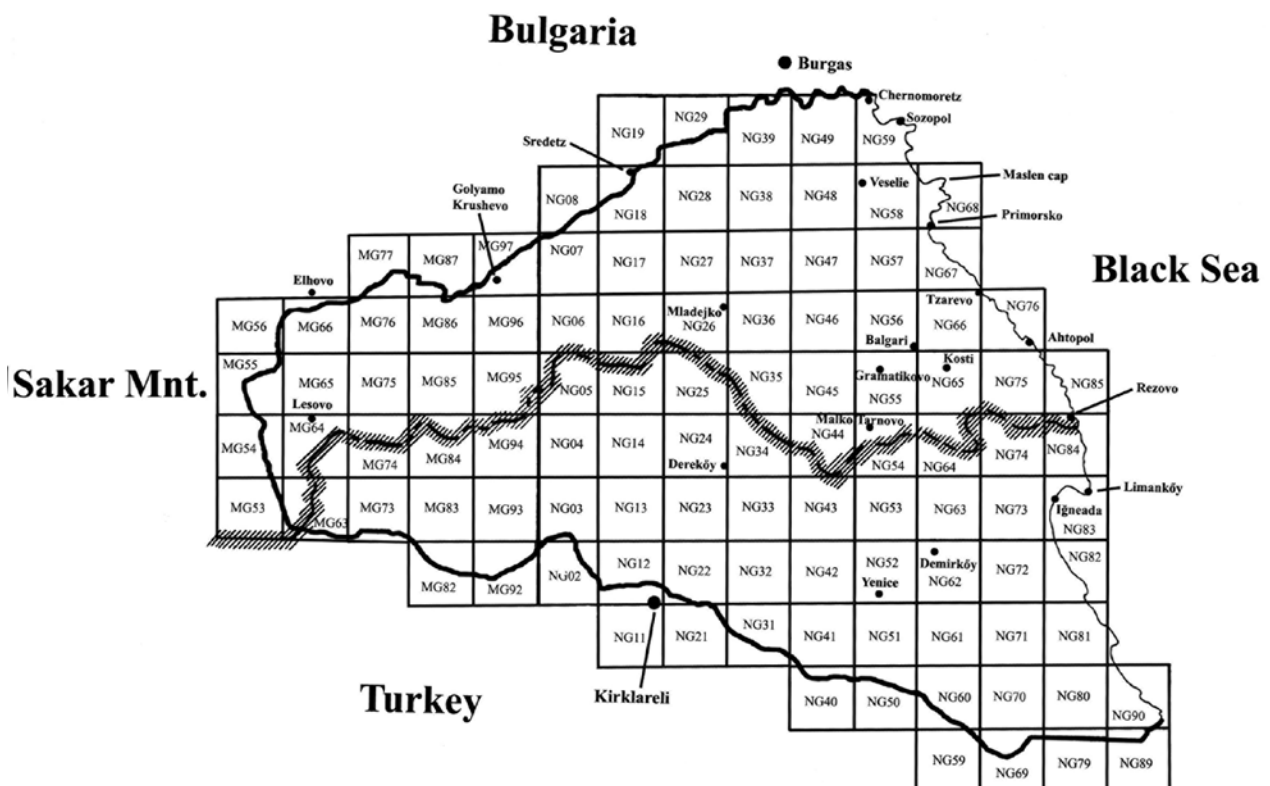 Bulgaria
Burgas
Chernomoretz
NG29
Sozopol
NG19
NG39
NG49
NG59
Sredetz
Maslen cap
Veselie
Golyamo
Krushevo
NG08
NG28
NG38
NG48
NG18
NG58
NG68
Primorsko
MG77
MG87
MG97
NG07
NG17
NG27
NG37
NG47
NG57
NG67
Black Sea
Elhovo
Tzarevo
NG76
MG56
MG66
MG76
MG86
MG96
NG06
NG16
Mladejko
NG26
NG36
NG46
NG56
NG66
Balgari
Ahtopol
Sakar Mnt.
MG55
MG65
MG75
MG85
MG95
NG05
NG15
NG25
NG35
NG45
Gramatikovo
NG55
Kosti
NG65
NG75
NG85
Rezovo
Lesovo
MG64
Malko Tarnovo
MG54
MG74
MG84
MG94
NG04
NG14
NG24
NG34
NG44
NG54
NG64
NG74
NG84
Dereköy
Limanköy
MG53
MG63
MG73
MG83
MG93
NG03
NG13
NG23
NG33
NG43
NG53
NG63
NG73
Iğneada
NG83
MG82
MG92
NG02
NG12
NG22
NG32
NG42
NG52
Yenice
Demirköy
NG62
NG72
NG82
NG11
NG21
NG31
NG41
NG51
NG61
NG71
NG81
Turkey
Kirklareli
NG40
NG50
NG60
NG70
NG80
NG90
NG59
NG69
NG79
NG89